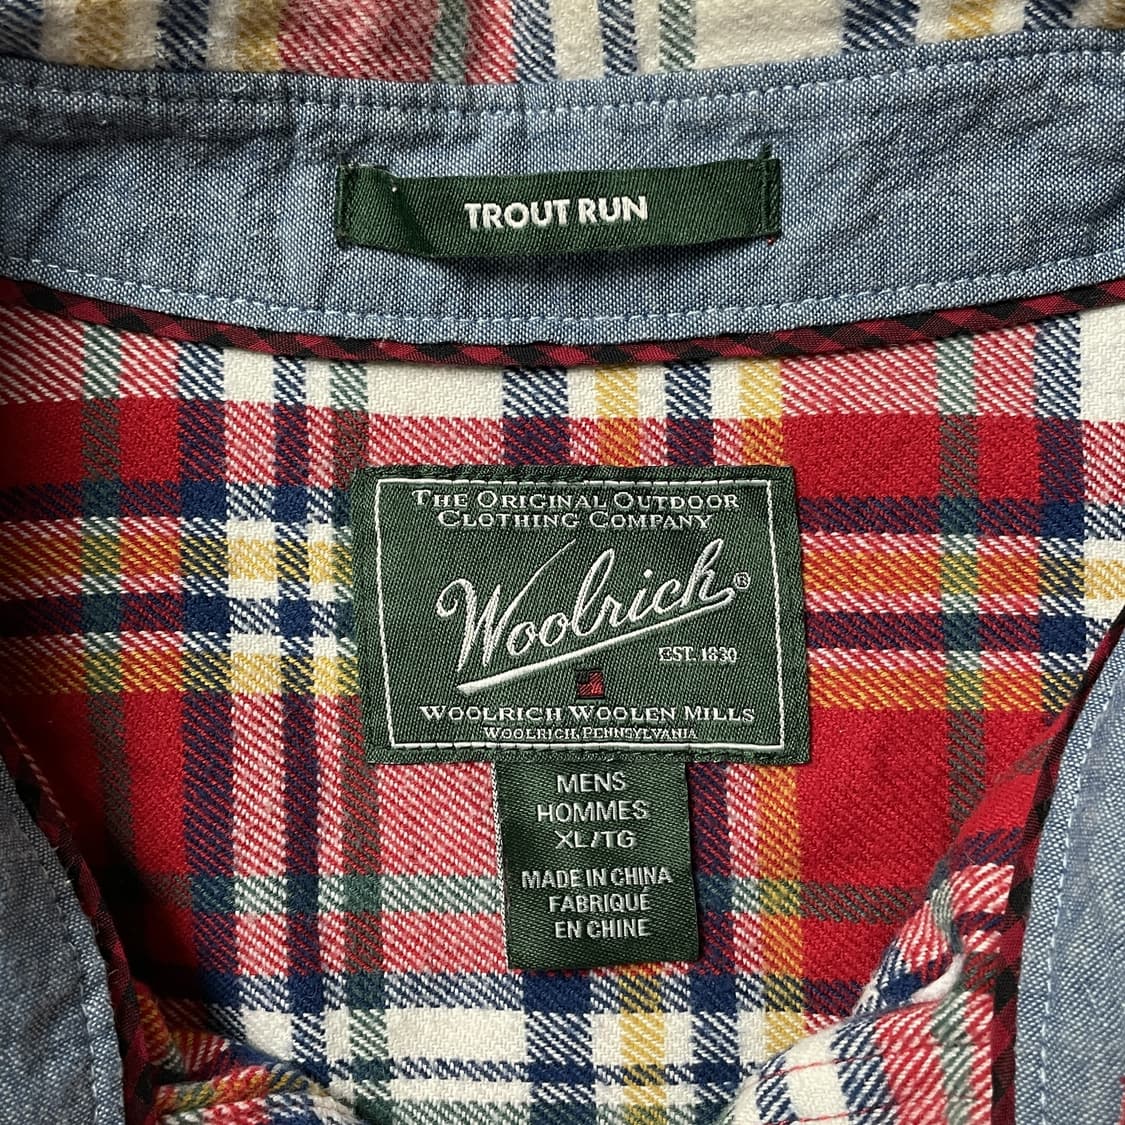 TROUT RUN
THE ORIGINAL OUTDOOR
CLOTHING COMPANY
Woolrich®
EST. 1830
WOOLRICH WOOLEN MILLS
WOOLRICH, PENNSYLVANIA
MENS
HOMMES
XL/TG
MADE IN CHINA
FABRIQUÉ
EN CHINE